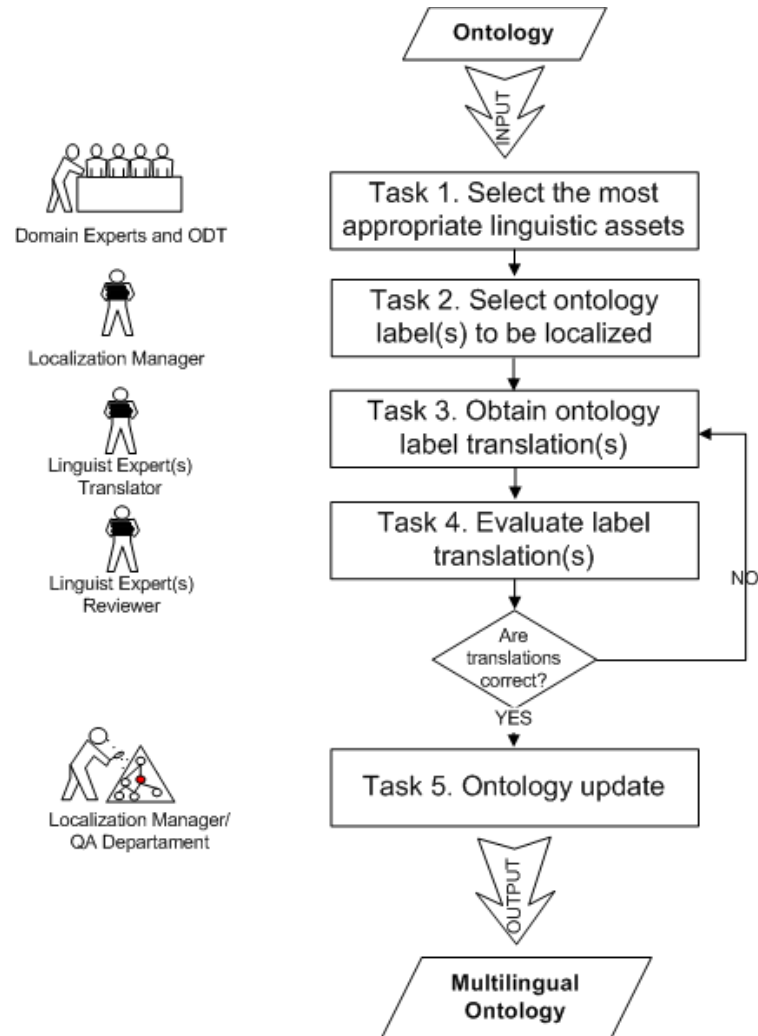 Ontology
INPUT
Domain Experts and ODT
Task 1. Select the most
appropriate linguistic assets
Localization Manager
Task 2. Select ontology
label(s) to be localized
Linguist Expert(s)
Translator
Task 3. Obtain ontology
label translation(s)
Linguist Expert(s)
Reviewer
Task 4. Evaluate label
translation(s)
NO
Are
translations
correct?
YES
Localization Manager/
QA Departament
Task 5. Ontology update
OUTPUT
Multilingual
Ontology